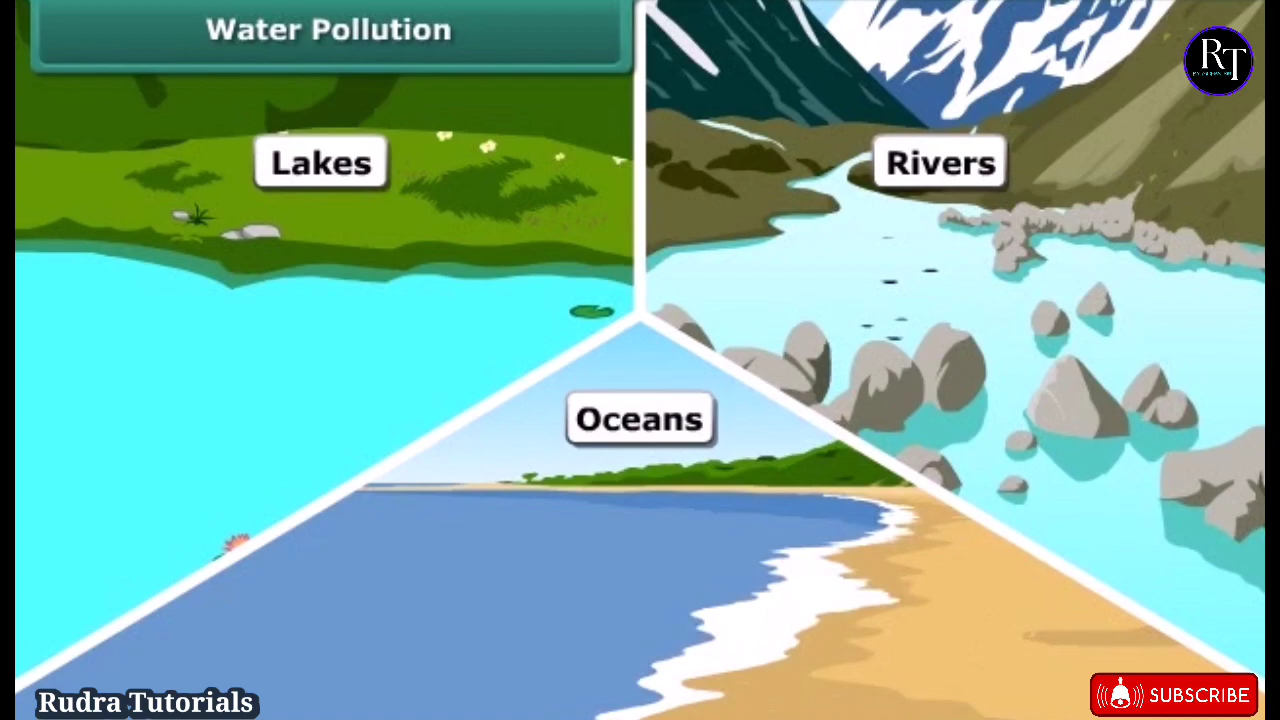 Water Pollution
RT
Lakes
Rivers
Oceans
Rudra Tutorials
SUBSCRIBE